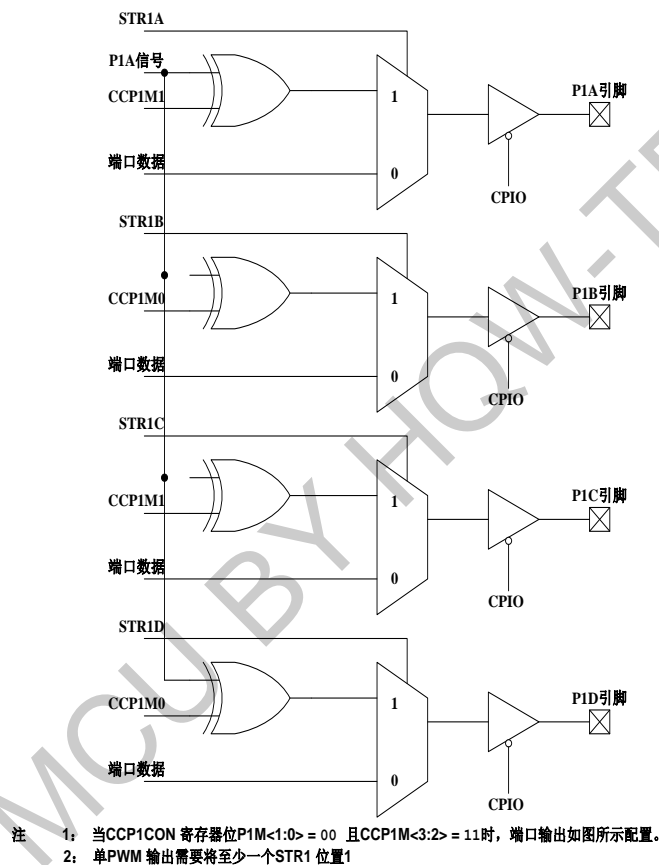 STR1A
P1A信号
CCP1M1
1
P1A引脚
端口数据
0
CPIO
STR1B
CCP1M0
1
P1B引脚
端口数据
0
CPIO
STR1C
CCP1M1
1
P1C引脚
端口数据
0
CPIO
STR1D
CCP1M0
1
P1D引脚
端口数据
0
CPIO
注 1： 当CCP1CON 寄存器位P1M<1:0> = 00 且CCP1M<3:2> = 11时，端口输出如图所示配置。
2： 单PWM 输出需要将至少一个STR1 位置1
MCU BY HQW-T